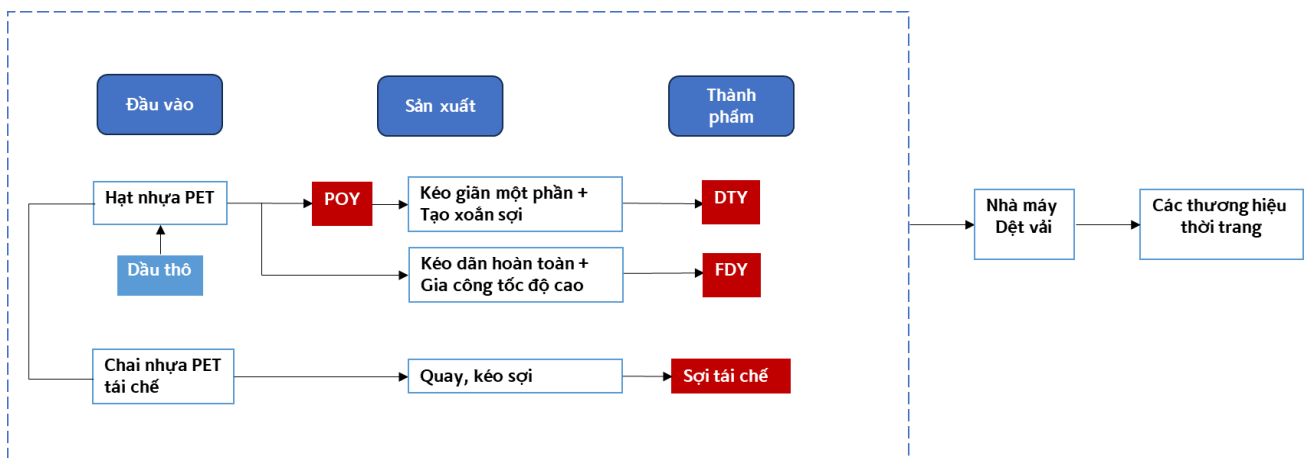 Đầu vào
Sản xuất
Thành
phẩm
Hạt nhựa PET
POY
Kéo giãn một phần +
Tạo xoắn sợi
DTY
Nhà máy
Dệt vải
Các thương hiệu
thời trang
Dầu thô
Kéo dãn hoàn toàn +
Gia công tốc độ cao
FDY
Chai nhựa PET
tái chế
Quay, kéo sợi
Sợi tái chế